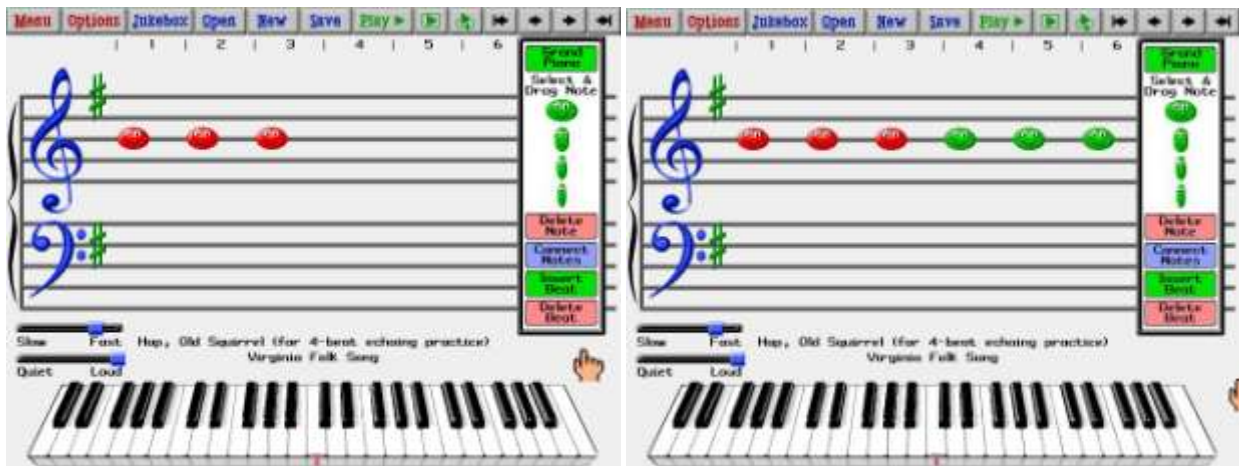 Menu Options Jukebox Open New Save Play
1 2 3 4 5 6
Grand
Piano
Select &
Drag Note
Delete
Note
Connect
Notes
Insert
Beat
Delete
Beat
Slow Fast
Hop, Old Squirrel (for 4-beat echoing practice)
Virginia Folk Song
Quiet Loud
Menu Options Jukebox Open New Save Play
1 2 3 4 5 6
Grand
Piano
Select &
Drag Note
Delete
Note
Connect
Notes
Insert
Beat
Delete
Beat
Slow Fast
Hop, Old Squirrel (for 4-beat echoing practice)
Virginia Folk Song
Quiet Loud